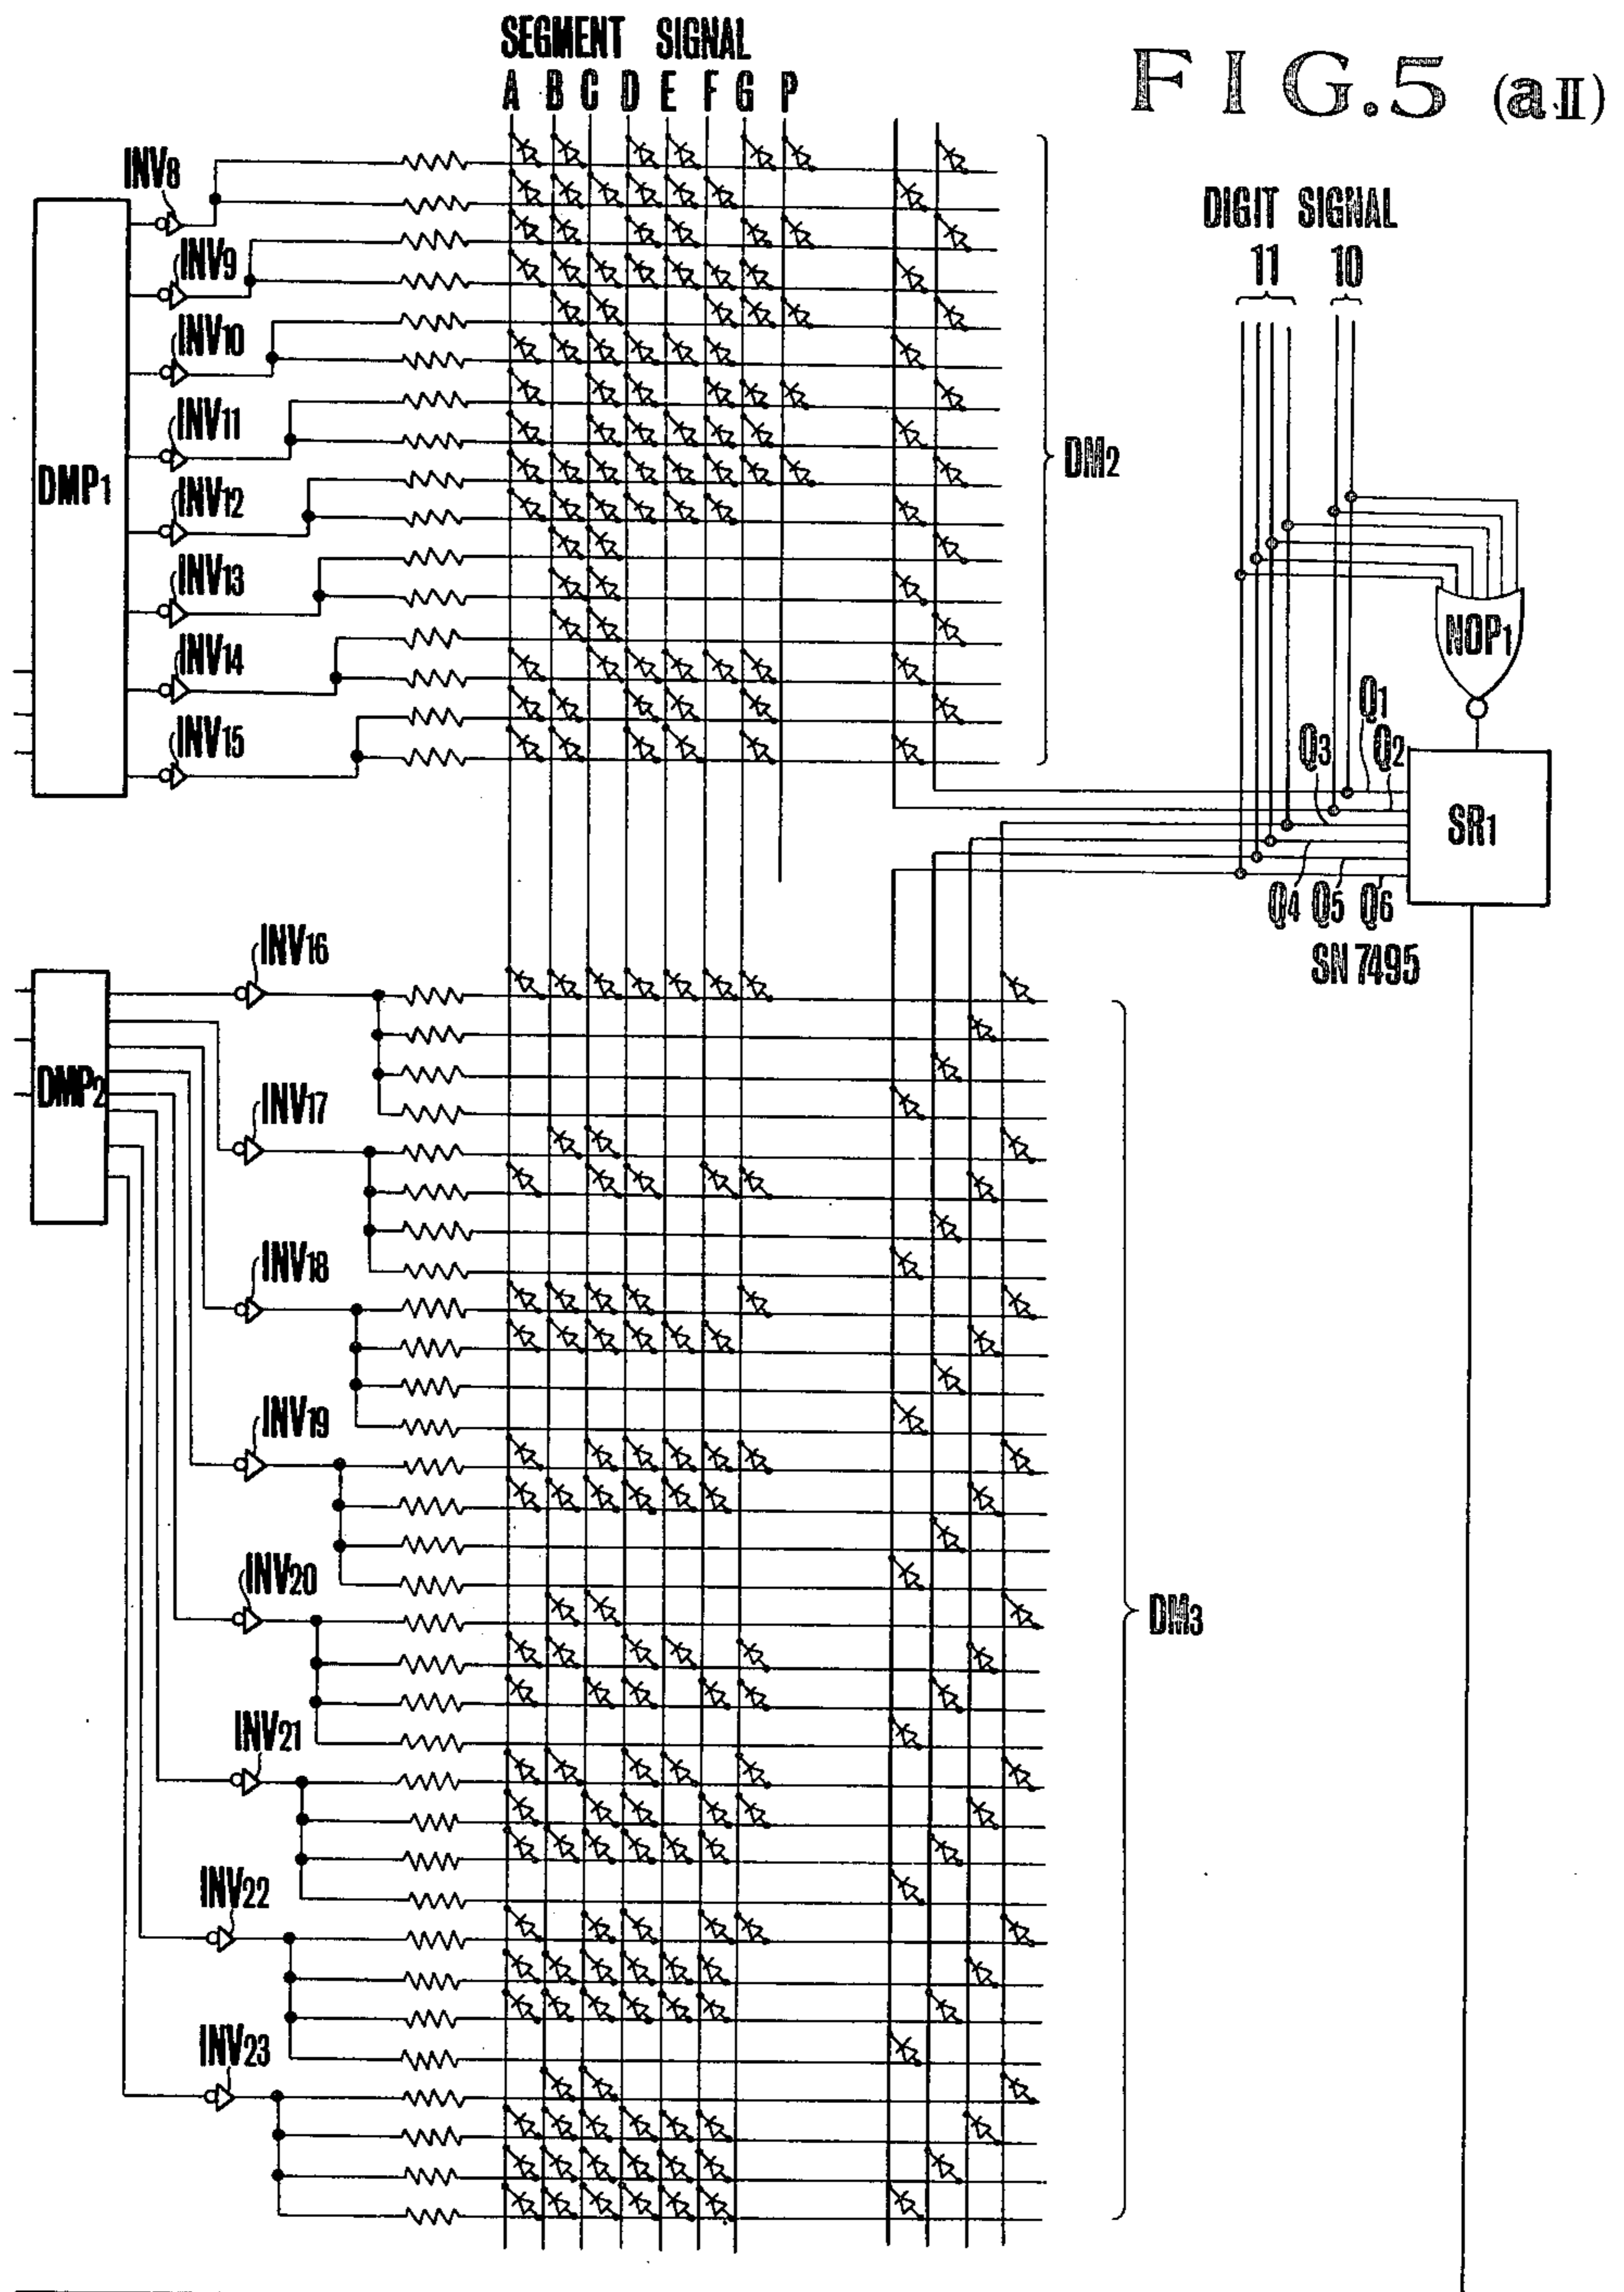 SEGMENT SIGNAL
A B C D E F G P
FIG.5 (aII)
INV8
DIGIT SIGNAL
11 10
INV9
INV10
INV11
DMP1
DM2
INV12
INV13
NOP1
INV14
Q1
INV15
Q3 Q2
SR1
Q4 Q5 Q6
SN 7495
INV16
DMP2
INV17
INV18
INV19
INV20
DM3
INV21
INV22
INV23